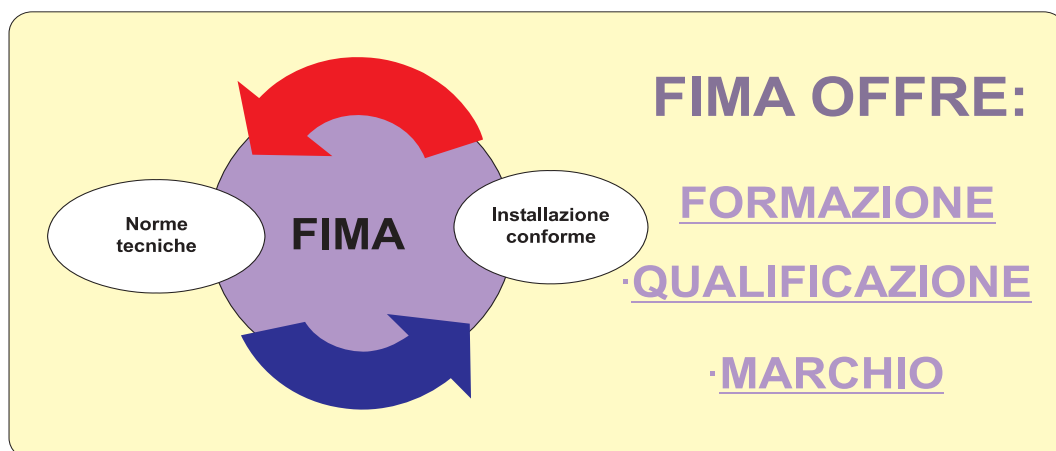 Norme
tecniche
FIMA
Installazione
conforme
FIMA OFFRE:
FORMAZIONE
·QUALIFICAZIONE
·MARCHIO